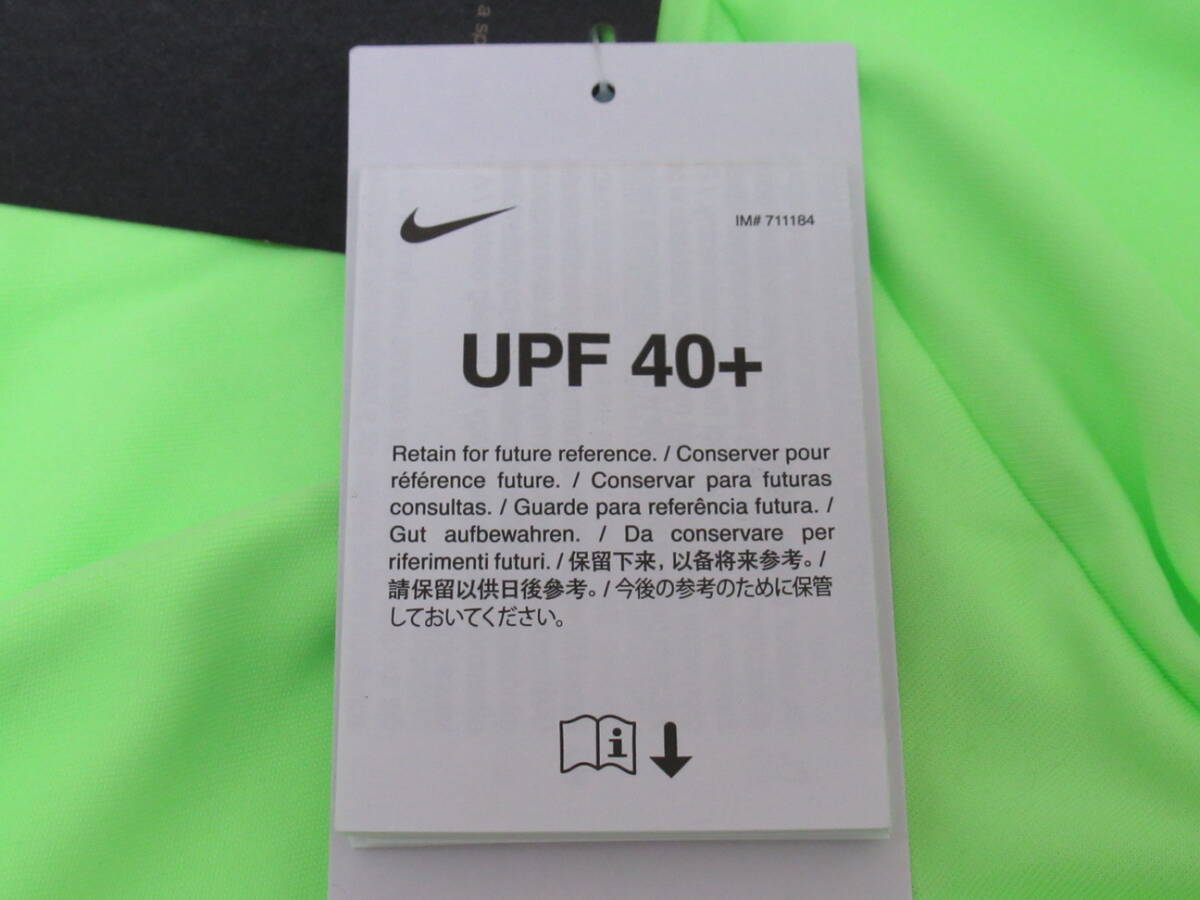 a sp
IM# 711184
UPF 40+
Retain for future reference. / Conserver pour
référence future. / Conservar para futuras
consultas. / Guarde para referência futura. /
Gut aufbewahren. / Da conservare per
riferimenti futuri. / 保留下来，以备将来参考。/
請保留以供日後參考。/ 今後の参考のために保管
しておいてください。
i